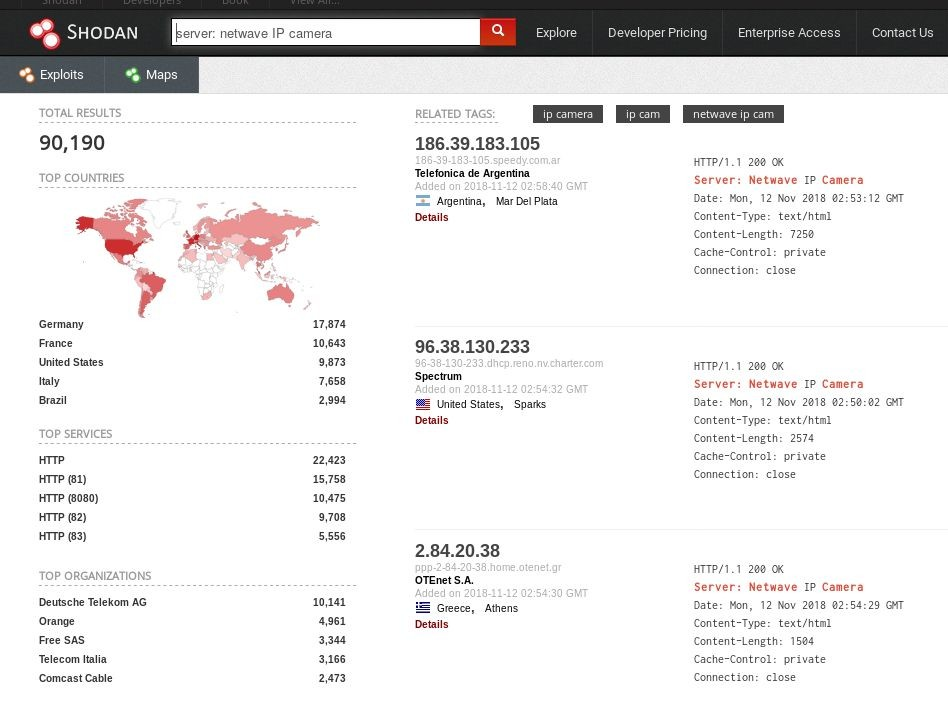 Shodan Developers Book View All...
SHODAN
server: netwave IP camera
Explore Developer Pricing Enterprise Access Contact Us
Exploits Maps
TOTAL RESULTS
90,190
TOP COUNTRIES
Germany 17,874
France 10,643
United States 9,873
Italy 7,658
Brazil 2,994
TOP SERVICES
HTTP 22,423
HTTP (81) 15,758
HTTP (8080) 10,475
HTTP (82) 9,708
HTTP (83) 5,556
TOP ORGANIZATIONS
Deutsche Telekom AG 10,141
Orange 4,961
Free SAS 3,344
Telecom Italia 3,166
Comcast Cable 2,473
RELATED TAGS: ip camera ip cam netwave ip cam
186.39.183.105
186-39-183-105.speedy.com.ar
Telefonica de Argentina
Added on 2018-11-12 02:58:40 GMT
Argentina, Mar Del Plata
Details
HTTP/1.1 200 OK
Server: Netwave IP Camera
Date: Mon, 12 Nov 2018 02:53:12 GMT
Content-Type: text/html
Content-Length: 7250
Cache-Control: private
Connection: close
96.38.130.233
96-38-130-233.dhcp.reno.nv.charter.com
Spectrum
Added on 2018-11-12 02:54:32 GMT
United States, Sparks
Details
HTTP/1.1 200 OK
Server: Netwave IP Camera
Date: Mon, 12 Nov 2018 02:50:02 GMT
Content-Type: text/html
Content-Length: 2574
Cache-Control: private
Connection: close
2.84.20.38
ppp-2-84-20-38.home.otenet.gr
OTEnet S.A.
Added on 2018-11-12 02:54:30 GMT
Greece, Athens
Details
HTTP/1.1 200 OK
Server: Netwave IP Camera
Date: Mon, 12 Nov 2018 02:54:29 GMT
Content-Type: text/html
Content-Length: 1504
Cache-Control: private
Connection: close